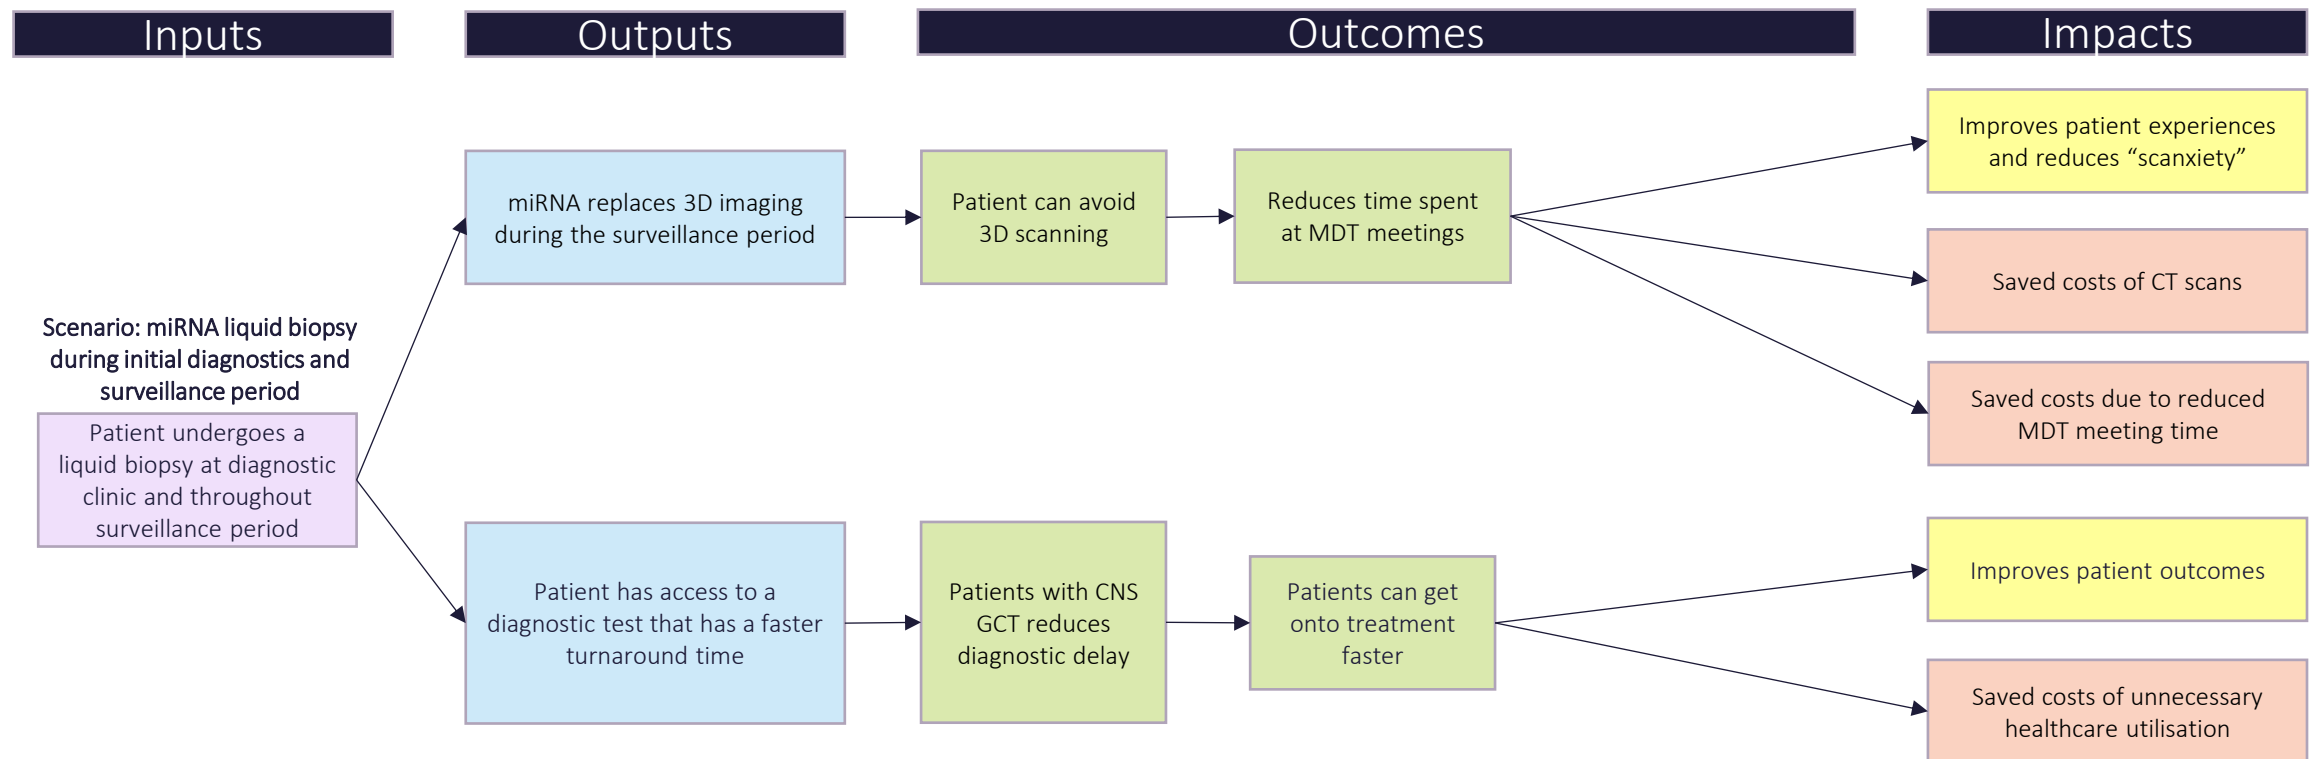 Inputs
Outputs
Outcomes
Impacts
Scenario: miRNA liquid biopsy
during initial diagnostics and
surveillance period
Patient undergoes a
liquid biopsy at diagnostic
clinic and throughout
surveillance period
miRNA replaces 3D imaging
during the surveillance period
Patient can avoid
3D scanning
Reduces time spent
at MDT meetings
Improves patient experiences
and reduces “scanxiety”
Saved costs of CT scans
Saved costs due to reduced
MDT meeting time
Patient has access to a
diagnostic test that has a faster
turnaround time
Patients with CNS
GCT reduces
diagnostic delay
Patients can get
onto treatment
faster
Improves patient outcomes
Saved costs of unnecessary
healthcare utilisation